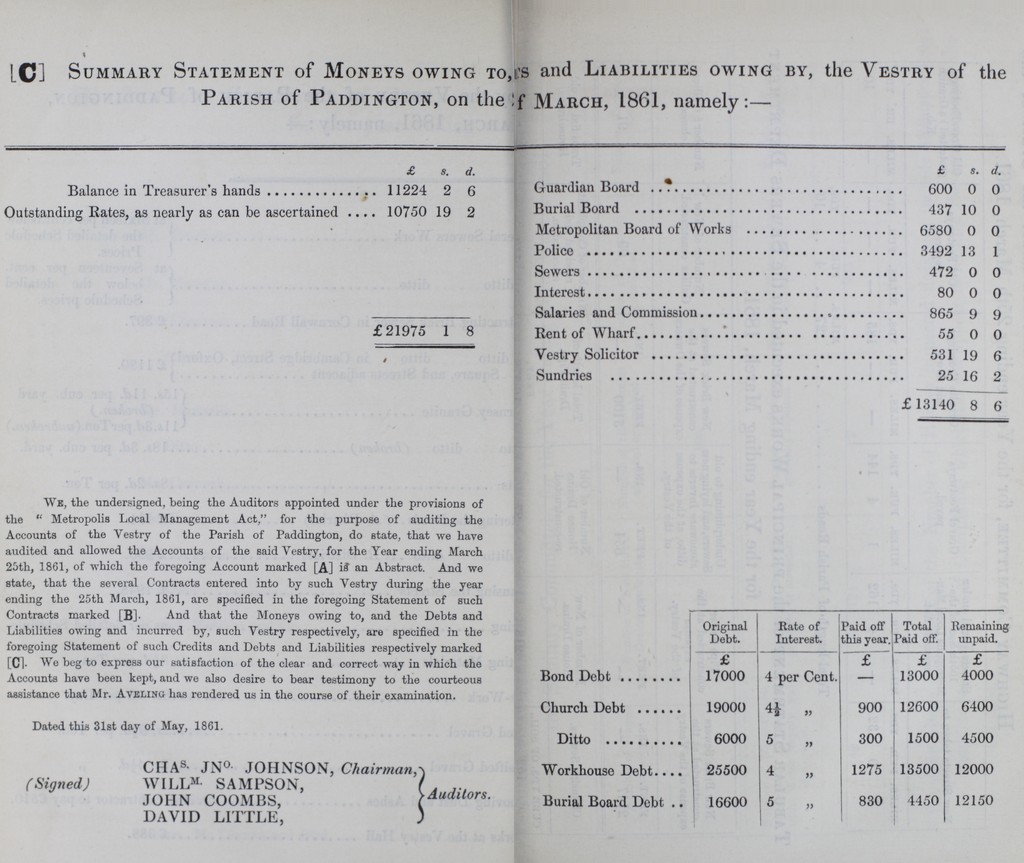 [C] SUMMARY STATEMENT of MONEYS OWING TO, and LIABILITIES OWING BY, the VESTRY of the
PARISH of PADDINGTON, on the f MARCH, 1861, namely:—
£ s. d.
Balance in Treasurer's hands ............. 11224 2 6
Outstanding Rates, as nearly as can be ascertained .... 10750 19 2
£21975 1 8
£ s. d.
Guardian Board .............................. 600 0 0
Burial Board .............................. 437 10 0
Metropolitan Board of Works .................. 6580 0 0
Police .............................. 3492 13 1
Sewers .............................. 472 0 0
Interest .............................. 80 0 0
Salaries and Commission .................. 865 9 9
Rent of Wharf .............................. 55 0 0
Vestry Solicitor .............................. 531 19 6
Sundries .............................. 25 16 2
£13140 8 6
WE, the undersigned, being the Auditors appointed under the provisions of
the "Metropolis Local Management Act," for the purpose of auditing the
Accounts of the Vestry of the Parish of Paddington, do state, that we have
audited and allowed the Accounts of the said Vestry, for the Year ending March
25th, 1861, of which the foregoing Account marked [A] is an Abstract. And we
state, that the several Contracts entered into by such Vestry during the year
ending the 25th March, 1861, are specified in the foregoing Statement of such
Contracts marked [B]. And that the Moneys owing to, and the Debts and
Liabilities owing and incurred by, such Vestry respectively, are specified in the
foregoing Statement of such Credits and Debts and Liabilities respectively marked
[C]. We beg to express our satisfaction of the clear and correct way in which the
Accounts have been kept, and we also desire to bear testimony to the courteous
assistance that Mr. AVELING has rendered us in the course of their examination.
Dated this 31st day of May, 1861.
(Signed)
CHAS. JNO. JOHNSON, Chairman,
WILLM. SAMPSON,
JOHN COOMBS,
DAVID LITTLE,
Auditors.
Original Debt. Rate of Interest. Paid off this year. Total Paid off. Remaining unpaid.
£ £ £ £
Bond Debt ........ 17000 4 per Cent. — 13000 4000
Church Debt ...... 19000 4½ „ 900 12600 6400
Ditto .......... 6000 5 „ 300 1500 4500
Workhouse Debt.... 25500 4 „ 1275 13500 12000
Burial Board Debt .. 16600 5 „ 830 4450 12150